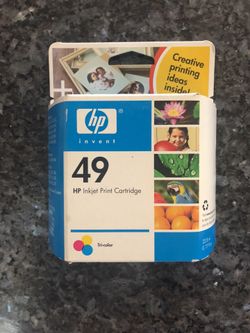 Creative
printing
ideas
inside!
hp
invent
49
HP Inkjet Print Cartridge
Tri-color